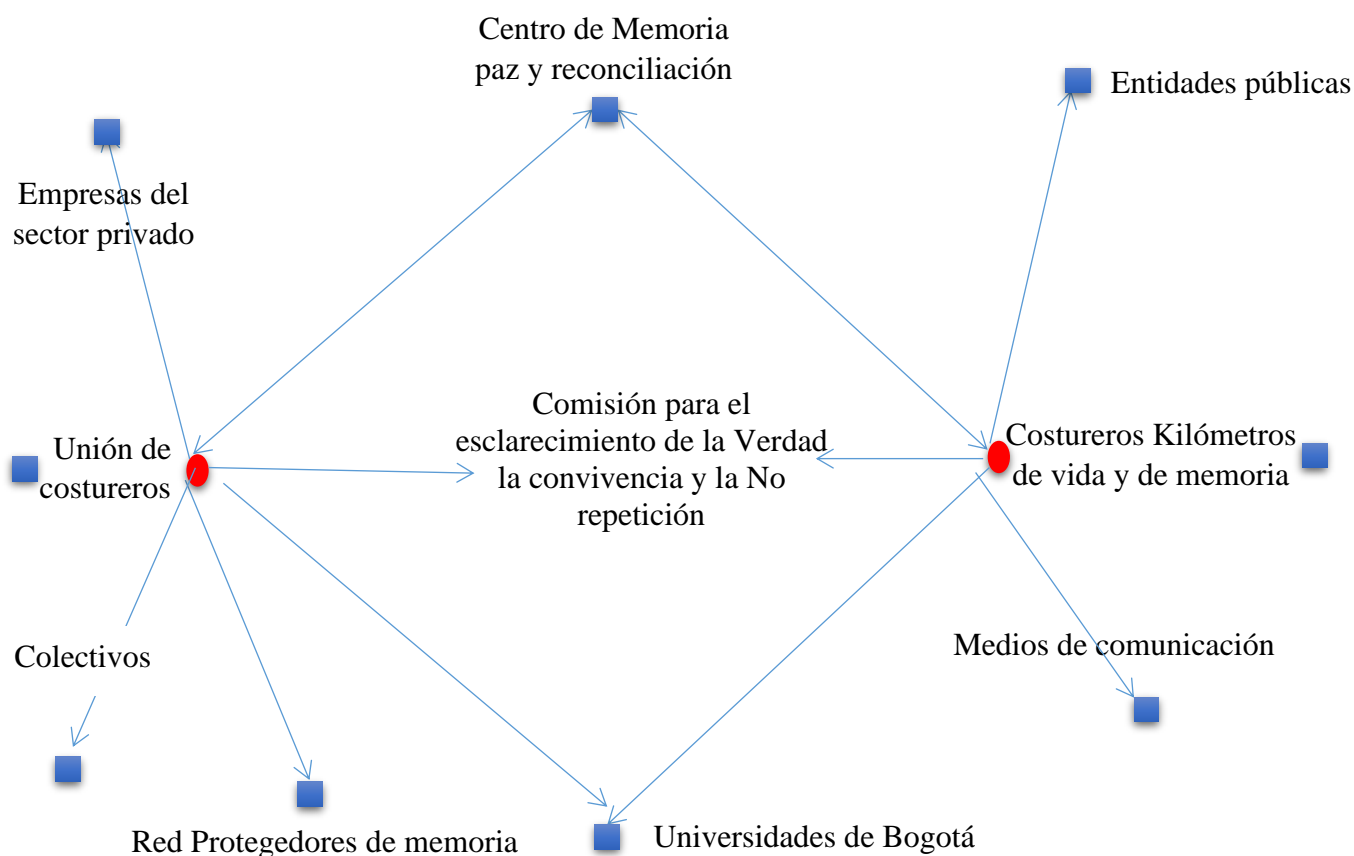 Centro de Memoria
paz y reconciliación
Entidades públicas
Empresas del
sector privado
Comisión para el
esclarecimiento de la Verdad
la convivencia y la No
repetición
Unión de
costureros
Costureros Kilómetros
de vida y de memoria
Colectivos
Medios de comunicación
Red Protegedores de memoria
Universidades de Bogotá